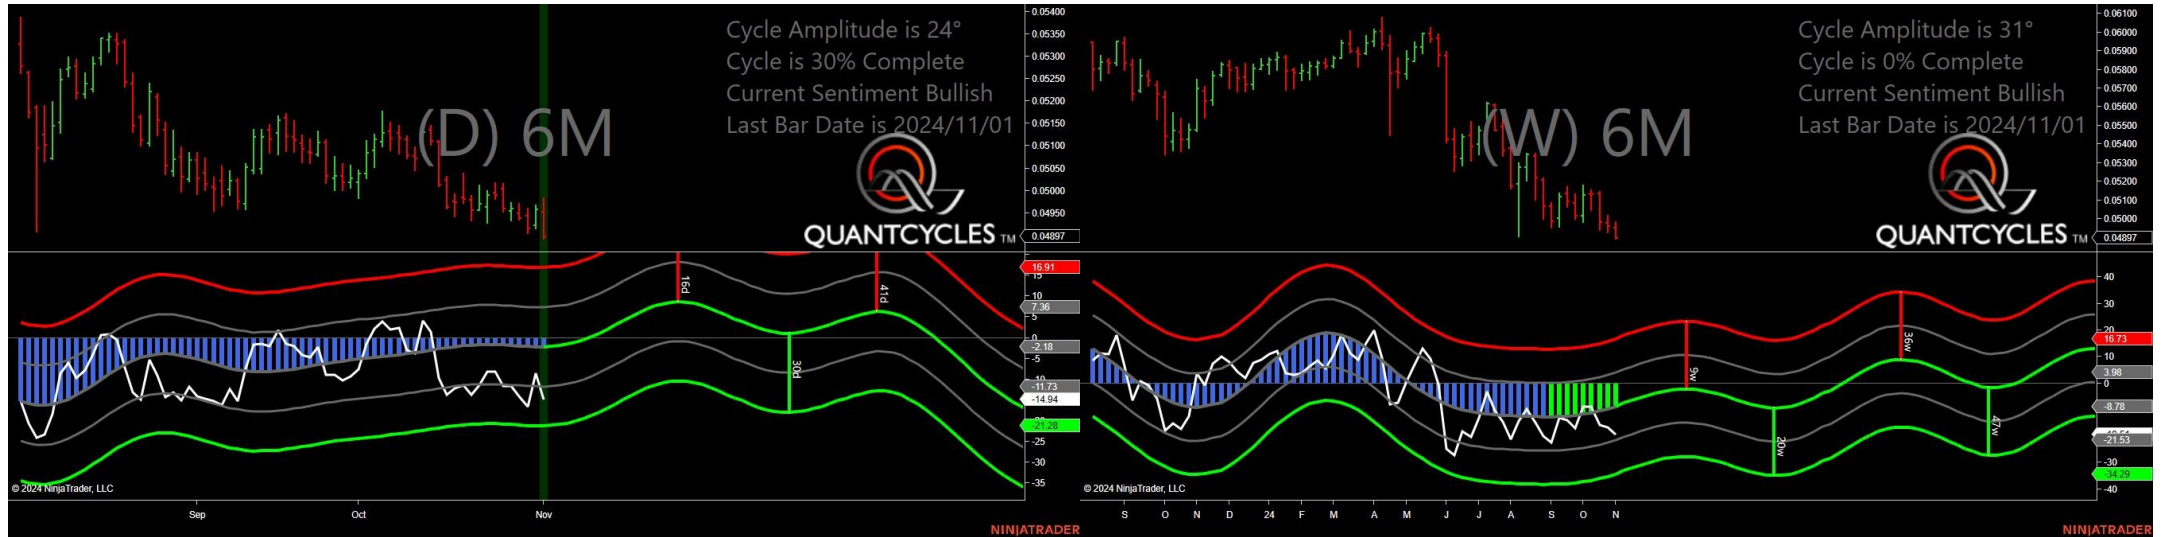 Cycle Amplitude is 24°
Cycle is 30% Complete
Current Sentiment Bullish
Last Bar Date is 2024/11/01
(D) 6M
QUANTCYCLES TM
0.05400
0.05350
0.05300
0.05250
0.05200
0.05150
0.05100
0.05050
0.05000
0.04950
0.04897
16d
41d
30d
16.91
15
10
7.36
5
0
-2.18
-5
-10
-11.73
-14.94
-21.28
-25
-30
-35
© 2024 NinjaTrader, LLC
Sep
Oct
Nov
NINJATRADER
Cycle Amplitude is 31°
Cycle is 0% Complete
Current Sentiment Bullish
Last Bar Date is 2024/11/01
(W) 6M
QUANTCYCLES TM
0.06100
0.06000
0.05900
0.05800
0.05700
0.05600
0.05500
0.05400
0.05300
0.05200
0.05100
0.05000
0.04897
9w
36w
20w
47w
40
30
20
16.73
10
3.98
0
-8.78
-21.53
-30
-34.29
-40
© 2024 NinjaTrader, LLC
S
O
N
D
24
F
M
A
M
J
J
A
S
O
N
NINJATRADER